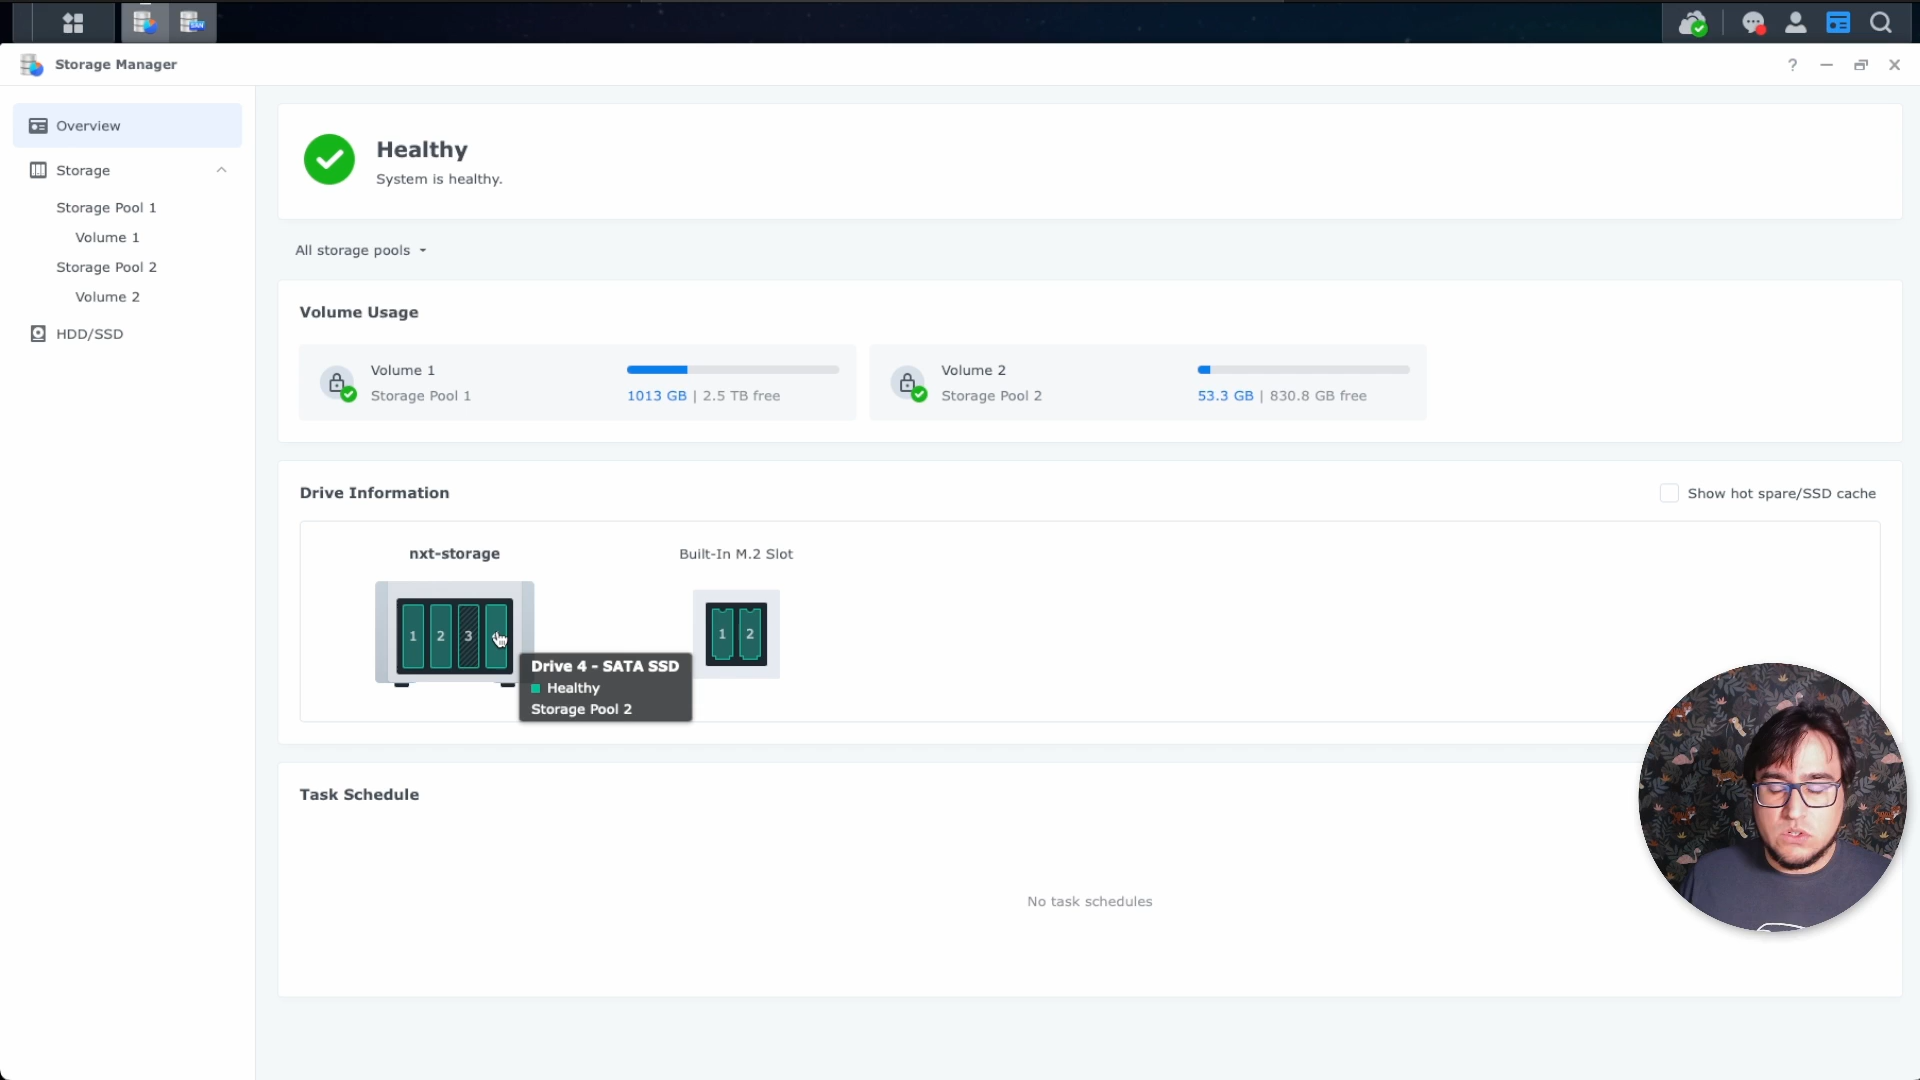 SAN
Storage Manager
?
Overview
Storage
Storage Pool 1
Volume 1
Storage Pool 2
Volume 2
HDD/SSD
Healthy
System is healthy.
All storage pools
Volume Usage
Volume 1
Storage Pool 1
1013 GB | 2.5 TB free
Volume 2
Storage Pool 2
53.3 GB | 830.8 GB free
Drive Information
Show hot spare/SSD cache
nxt-storage
1 2 3
Built-In M.2 Slot
1 2
Drive 4 - SATA SSD
Healthy
Storage Pool 2
Task Schedule
No task schedules